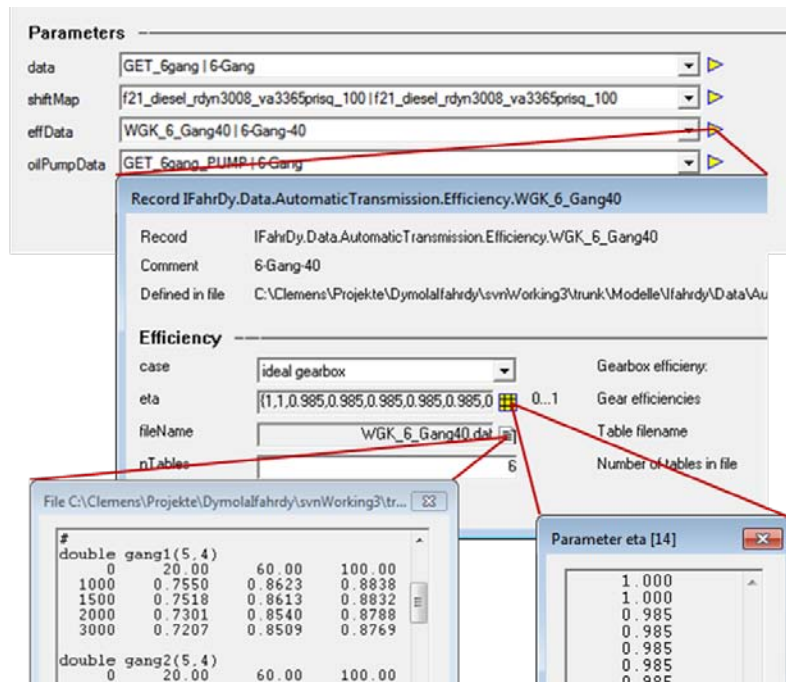 Parameters
data GET_6gang | 6-Gang
shiftMap f21_diesel_rdyn3008_va3365prisq_100 | f21_diesel_rdyn3008_va3365prisq_100
effData WGK_6_Gang40 | 6-Gang-40
oilPumpData GET_6gang_PUMP | 6-Gang
Record IFahrDy.Data.AutomaticTransmission.Efficiency.WGK_6_Gang40
Record IFahrDy.Data.AutomaticTransmission.Efficiency.WGK_6_Gang40
Comment 6-Gang-40
Defined in file C:\Clemens\Projekte\DymolaIfahrdy\svnWorking3\trunk\Modelle\Ifahrdy\Data\Au
Efficiency
case ideal gearbox Gearbox efficieny:
eta {1,1,0.985,0.985,0.985,0.985,0.985,0 0...1 Gear efficiencies
fileName WGK_6_Gang40.dat Table filename
nTables 6 Number of tables in file
File C:\Clemens\Projekte\DymolaIfahrdy\svnWorking3\tr...
#
double gang1(5,4)
0 20.00 60.00 100.00
1000 0.7550 0.8623 0.8838
1500 0.7518 0.8613 0.8832
2000 0.7301 0.8540 0.8788
3000 0.7207 0.8509 0.8769
double gang2(5,4)
0 20.00 60.00 100.00
Parameter eta [14]
1.000
1.000
0.985
0.985
0.985
0.985
0.985